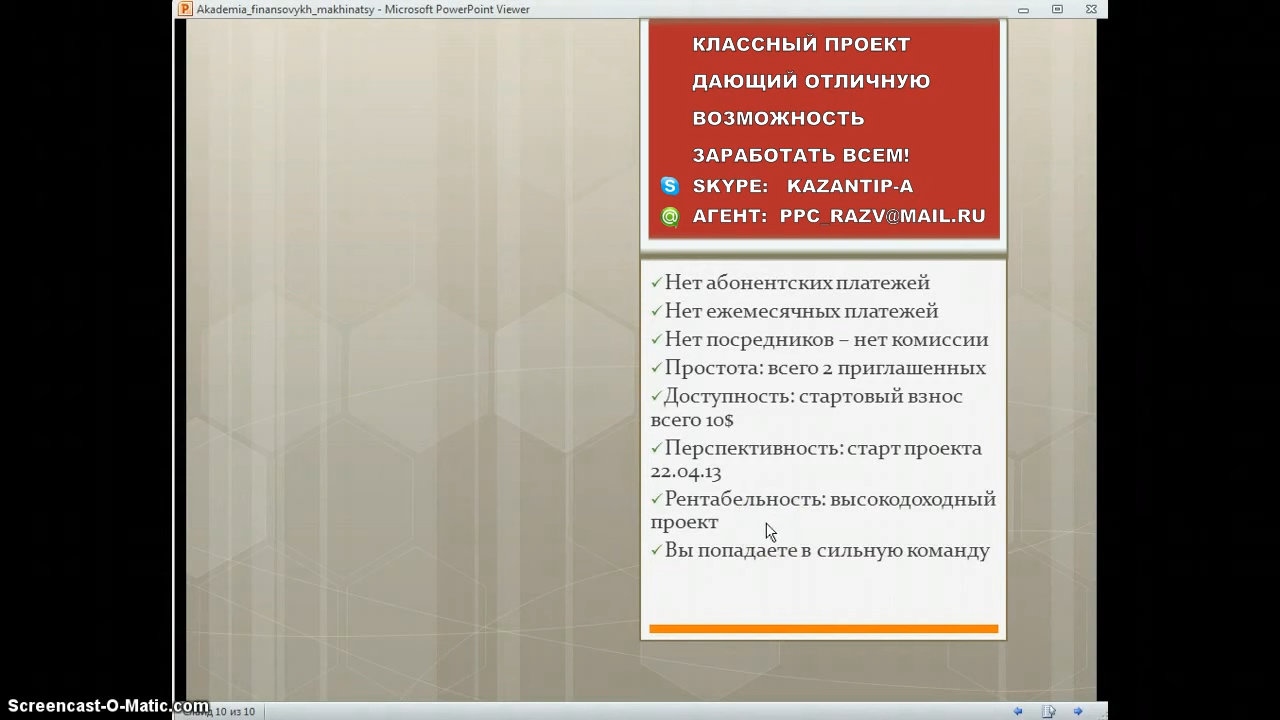 Akademia_finansovykh_makhinatsy - Microsoft PowerPoint Viewer
КЛАССНЫЙ ПРОЕКТ
ДАЮЩИЙ ОТЛИЧНУЮ
ВОЗМОЖНОСТЬ
ЗАРАБОТАТЬ ВСЕМ!
SKYPE: KAZANTIP-A
АГЕНТ: PPC_RAZV@MAIL.RU
✓Нет абонентских платежей
✓Нет ежемесячных платежей
✓Нет посредников – нет комиссии
✓Простота: всего 2 приглашенных
✓Доступность: стартовый взнос
всего 10$
✓Перспективность: старт проекта
22.04.13
✓Рентабельность: высокодоходный
проект
✓Вы попадаете в сильную команду
Screencast-O-Matic.com
Слайд 10 из 10